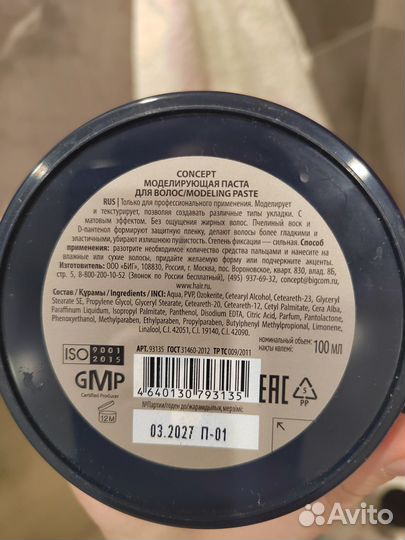 CONCEPT
МОДЕЛИРУЮЩАЯ ПАСТА
ДЛЯ ВОЛОС/MODELING PASTE
RUS | Только для профессионального применения. Моделирует
и текстурирует, позволяя создавать различные типы укладки. С
матовым эффектом. Без ощущения жирных волос. Пчелиный воск и
D-пантенол формируют защитную пленку, делают волосы более гладкими и
эластичными, убирают излишнюю пушистость. Степень фиксации — сильная. Способ
применения: разотрите необходимое количество средства пальцами и нанесите на
влажные или сухие волосы, придайте желаемую форму или подчеркните акценты.
Изготовитель: ООО «БИГ», 108830, Россия, г. Москва, пос. Вороновское, кварт. 830, влад. 8Б,
стр. 5, 8-800-200-10-52 (Звонок по России бесплатный), (495) 937-69-32, concept@bigcom.ru,
www.hair.ru.
Состав / Құрамы / Ingredients / INCI: Aqua, PVP, Ozokerite, Cetearyl Alcohol, Ceteareth-23, Glyceryl
Stearate SE, Propylene Glycol, Glyceryl Stearate, Ceteareth-20, Ceteareth-12, Cetyl Palmitate, Cera Alba,
Paraffinum Liquidum, Isopropyl Palmitate, Panthenol, Disodium EDTA, Citric Acid, Parfum, Pantolactone,
Phenoxyethanol, Methylparaben, Ethylparaben, Propylparaben, Butylphenyl Methylpropional, Limonene,
Linalool, C.I. 42051, C.I. 19140, C.I. 42090.
АРТ. 93135 ГОСТ 31460-2012 ТР ТС 009/2011
номинальный объем:
100 МЛ
ISO 9001 2015
GMP
Certified Producer
12 M
4 640130 793135
EAC
5
PP
03.2027 П-01
Avito